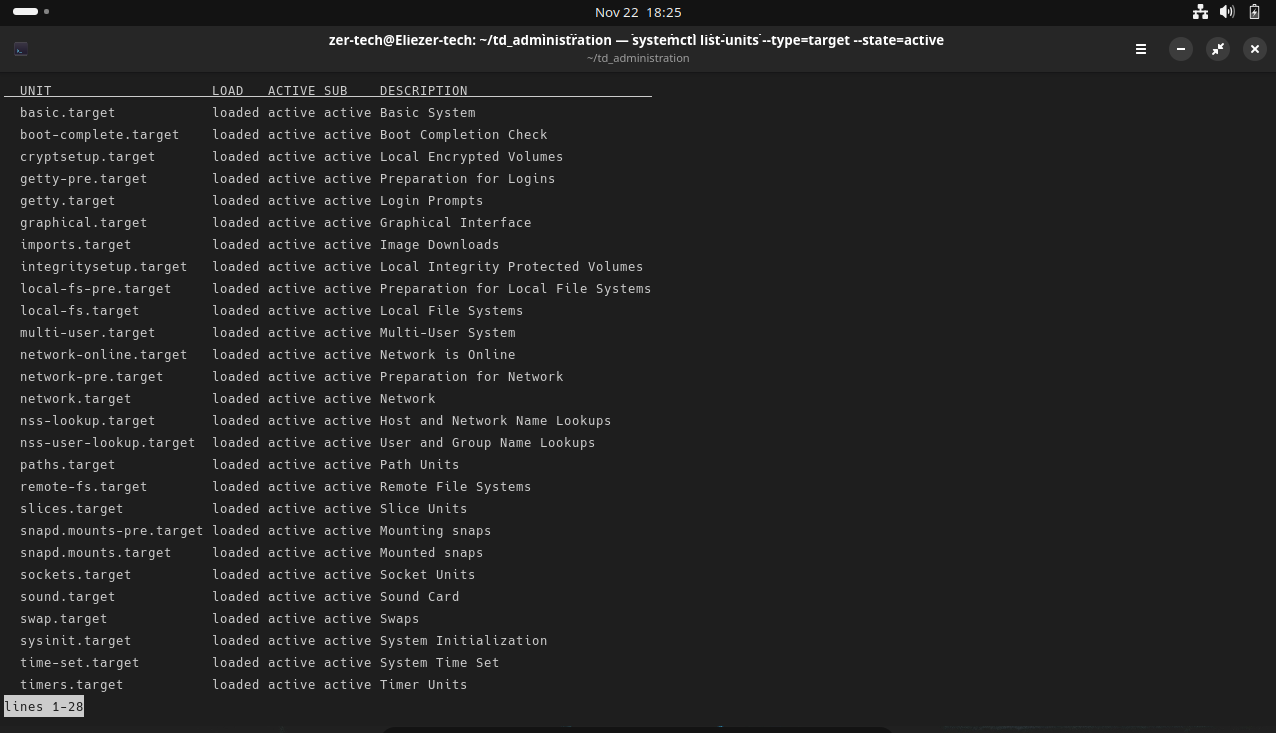 Nov 22 18:25
zer-tech@Eliezer-tech: ~/td_administration — systemctl list-units --type=target --state=active
~/td_administration
UNIT LOAD ACTIVE SUB DESCRIPTION
basic.target loaded active active Basic System
boot-complete.target loaded active active Boot Completion Check
cryptsetup.target loaded active active Local Encrypted Volumes
getty-pre.target loaded active active Preparation for Logins
getty.target loaded active active Login Prompts
graphical.target loaded active active Graphical Interface
imports.target loaded active active Image Downloads
integritysetup.target loaded active active Local Integrity Protected Volumes
local-fs-pre.target loaded active active Preparation for Local File Systems
local-fs.target loaded active active Local File Systems
multi-user.target loaded active active Multi-User System
network-online.target loaded active active Network is Online
network-pre.target loaded active active Preparation for Network
network.target loaded active active Network
nss-lookup.target loaded active active Host and Network Name Lookups
nss-user-lookup.target loaded active active User and Group Name Lookups
paths.target loaded active active Path Units
remote-fs.target loaded active active Remote File Systems
slices.target loaded active active Slice Units
snapd.mounts-pre.target loaded active active Mounting snaps
snapd.mounts.target loaded active active Mounted snaps
sockets.target loaded active active Socket Units
sound.target loaded active active Sound Card
swap.target loaded active active Swaps
sysinit.target loaded active active System Initialization
time-set.target loaded active active System Time Set
timers.target loaded active active Timer Units
lines 1-28